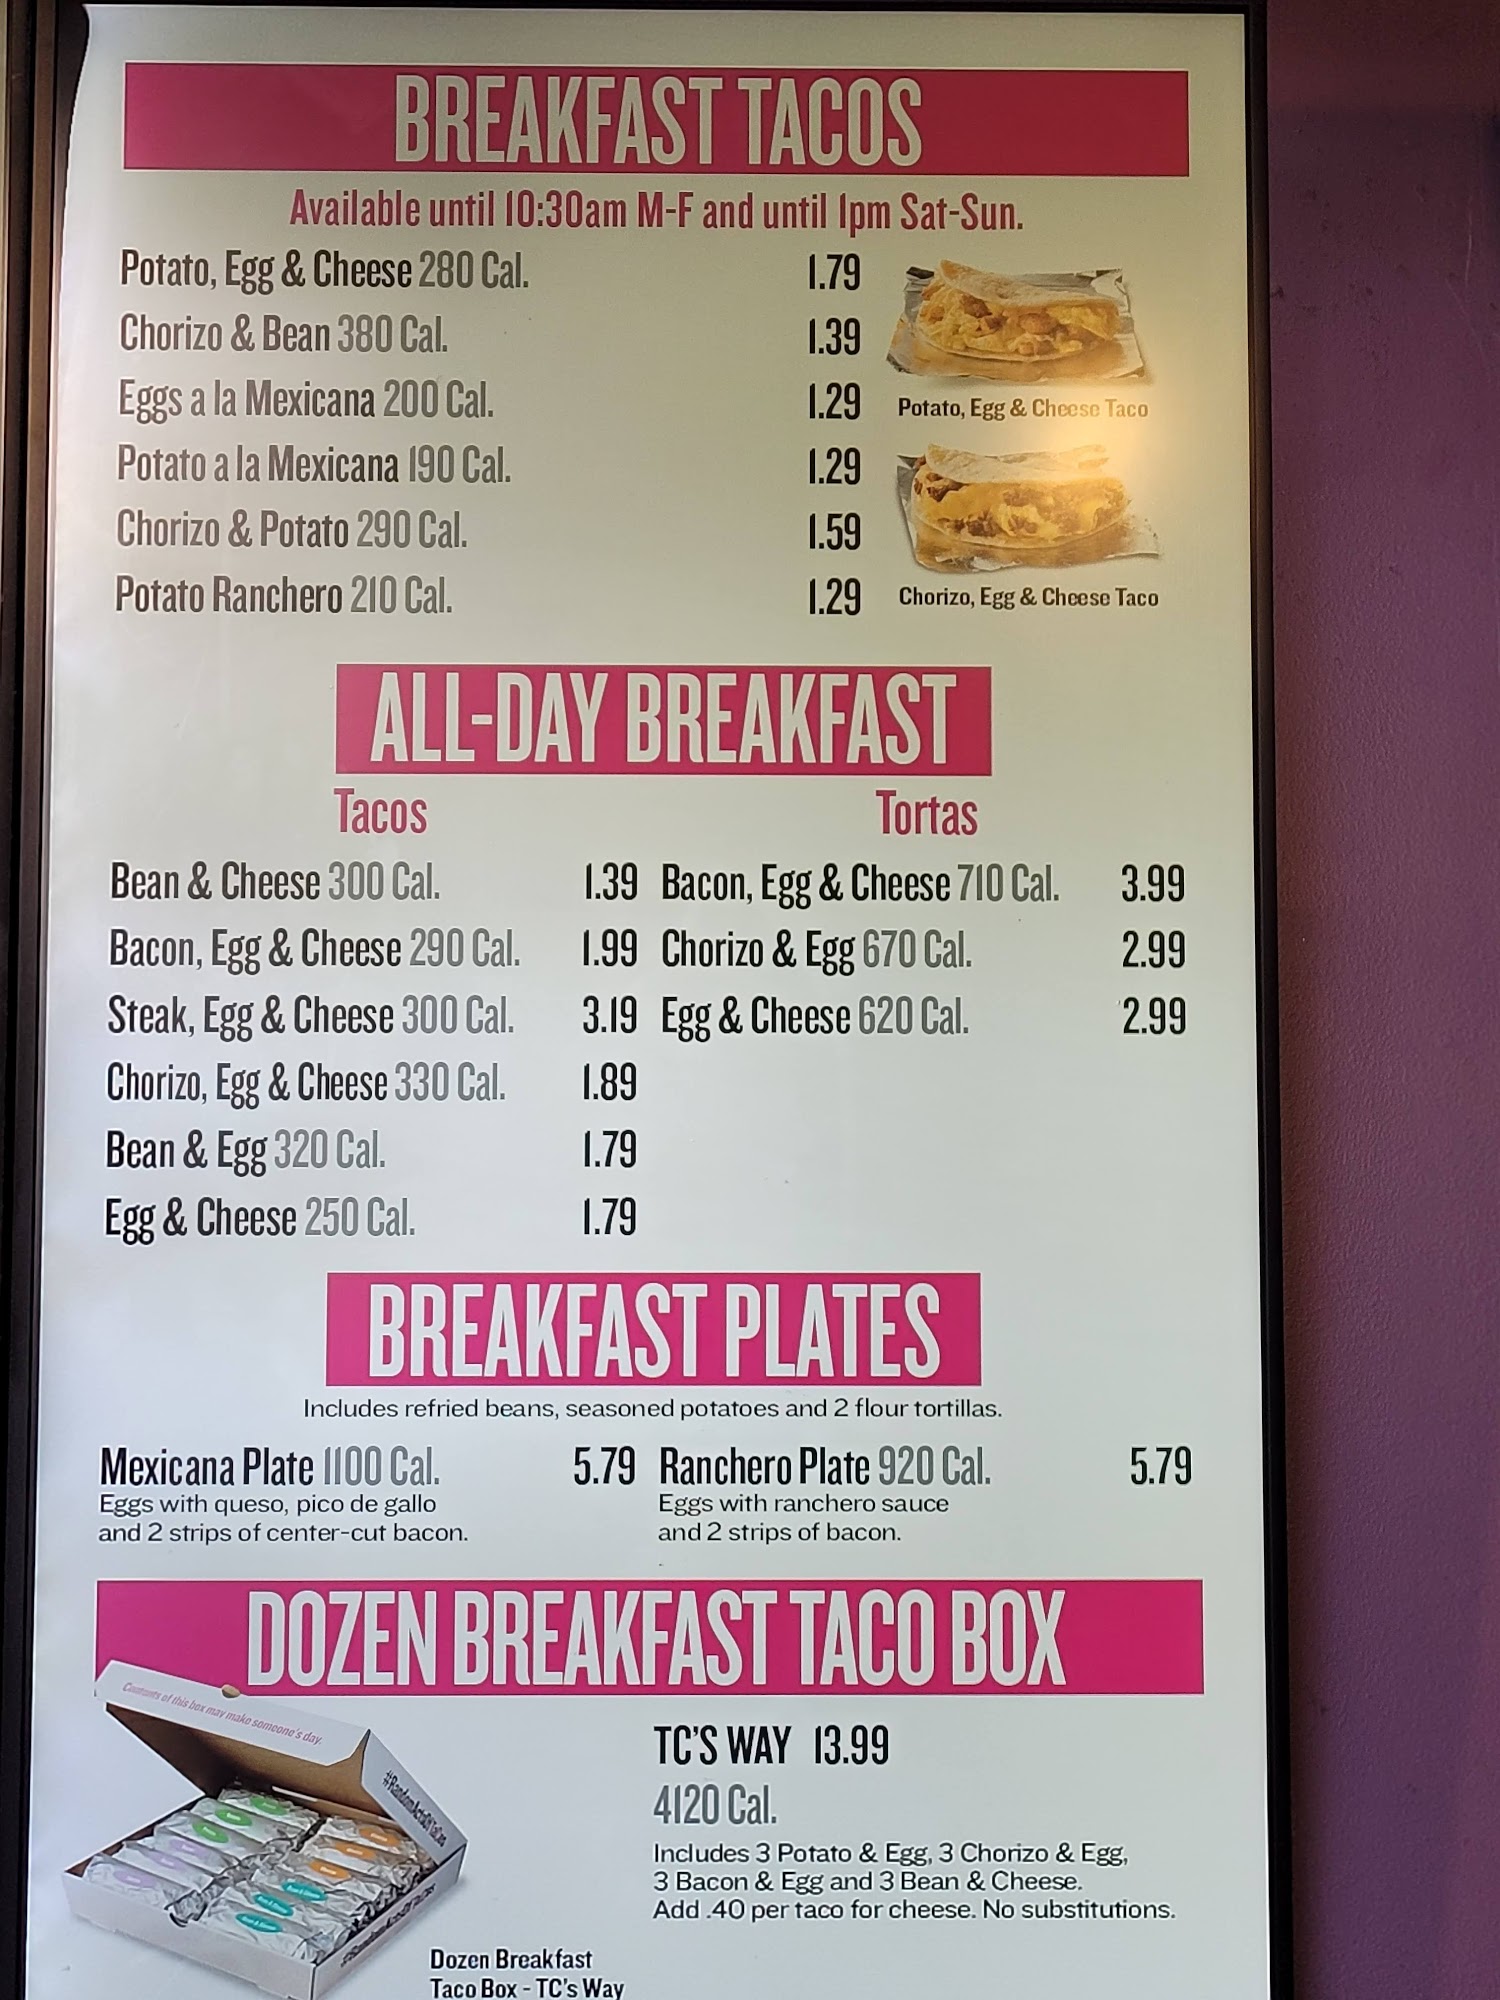 BREAKFAST TACOS
Available until 10:30am M-F and until 1pm Sat-Sun.
Potato, Egg & Cheese 280 Cal. 1.79
Chorizo & Bean 380 Cal. 1.39
Eggs a la Mexicana 200 Cal. 1.29
Potato, Egg & Cheese Taco
Potato a la Mexicana 190 Cal. 1.29
Chorizo & Potato 290 Cal. 1.59
Potato Ranchero 210 Cal. 1.29
Chorizo, Egg & Cheese Taco
ALL-DAY BREAKFAST
Tacos
Bean & Cheese 300 Cal. 1.39
Bacon, Egg & Cheese 290 Cal. 1.99
Steak, Egg & Cheese 300 Cal. 3.19
Chorizo, Egg & Cheese 330 Cal. 1.89
Bean & Egg 320 Cal. 1.79
Egg & Cheese 250 Cal. 1.79
Tortas
Bacon, Egg & Cheese 710 Cal. 3.99
Chorizo & Egg 670 Cal. 2.99
Egg & Cheese 620 Cal. 2.99
BREAKFAST PLATES
Includes refried beans, seasoned potatoes and 2 flour tortillas.
Mexicana Plate 1100 Cal. 5.79
Eggs with queso, pico de gallo
and 2 strips of center-cut bacon.
Ranchero Plate 920 Cal. 5.79
Eggs with ranchero sauce
and 2 strips of bacon.
DOZEN BREAKFAST TACO BOX
Contents of this box may make someone's day.
#RandomActsOfTacos
TC'S WAY 13.99
4120 Cal.
Includes 3 Potato & Egg, 3 Chorizo & Egg,
3 Bacon & Egg and 3 Bean & Cheese.
Add .40 per taco for cheese. No substitutions.
Dozen Breakfast
Taco Box - TC's Way